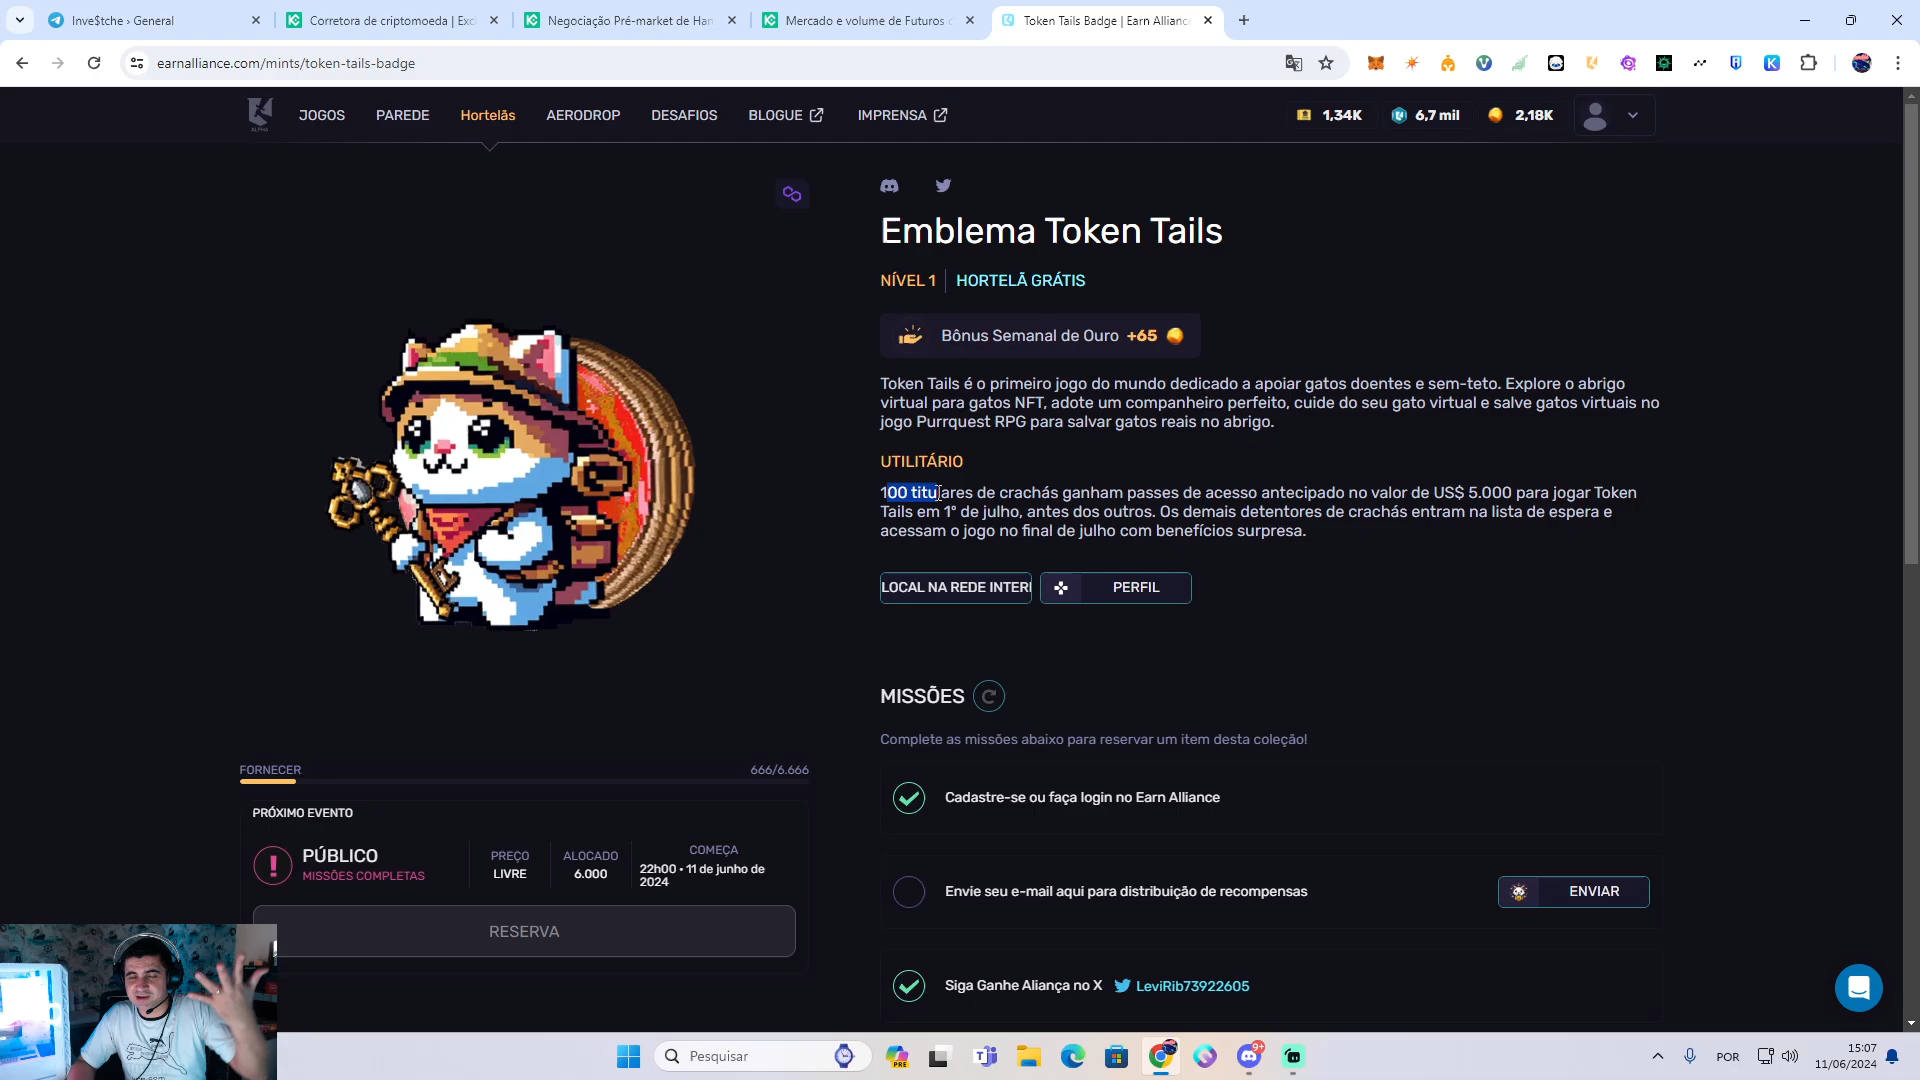 Inve$tche › General
Corretora de criptomoeda | Exc
Negociação Pré-market de Ham
Mercado e volume de Futuros d
Token Tails Badge | Earn Alliance
earnalliance.com/mints/token-tails-badge
ALPHA
JOGOS
PAREDE
Hortelãs
AERODROP
DESAFIOS
BLOGUE
IMPRENSA
1,34K
6,7 mil
2,18K
Emblema Token Tails
NÍVEL 1
HORTELÃ GRÁTIS
Bônus Semanal de Ouro +65
Token Tails é o primeiro jogo do mundo dedicado a apoiar gatos doentes e sem-teto. Explore o abrigo
virtual para gatos NFT, adote um companheiro perfeito, cuide do seu gato virtual e salve gatos virtuais no
jogo Purrquest RPG para salvar gatos reais no abrigo.
UTILITÁRIO
100 titulares de crachás ganham passes de acesso antecipado no valor de US$ 5.000 para jogar Token
Tails em 1º de julho, antes dos outros. Os demais detentores de crachás entram na lista de espera e
acessam o jogo no final de julho com benefícios surpresa.
LOCAL NA REDE INTERI
PERFIL
MISSÕES
Complete as missões abaixo para reservar um item desta coleção!
Cadastre-se ou faça login no Earn Alliance
Envie seu e-mail aqui para distribuição de recompensas
ENVIAR
Siga Ganhe Aliança no X
LeviRib73922605
FORNECER
666/6.666
PRÓXIMO EVENTO
PÚBLICO
MISSÕES COMPLETAS
PREÇO
LIVRE
ALOCADO
6.000
COMEÇA
22h00 • 11 de junho de
2024
RESERVA
Pesquisar
PRE
9+
POR
15:07
11/06/2024